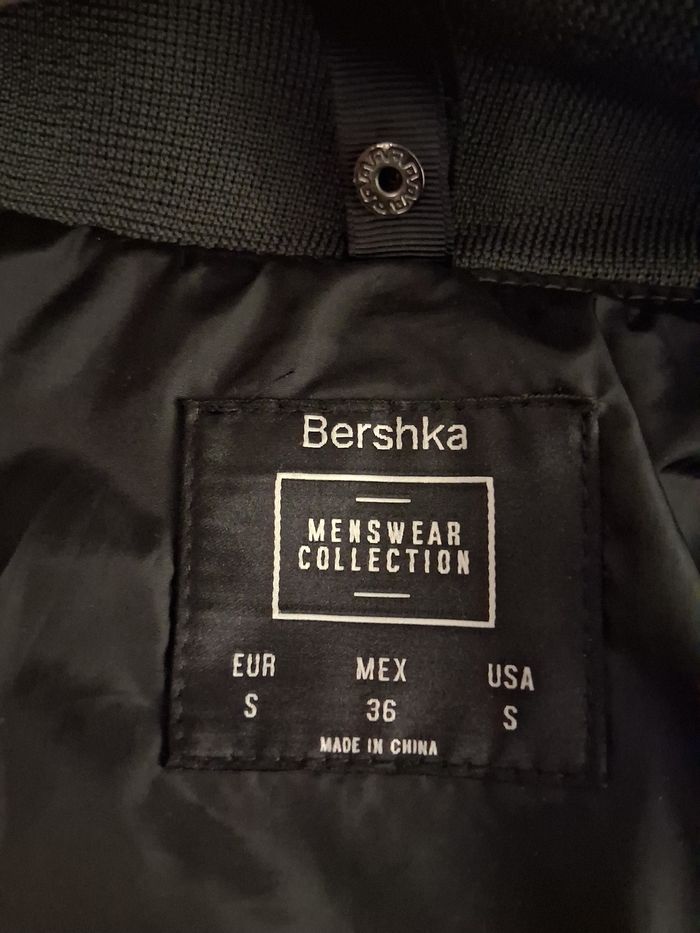 Bershka
MENSWEAR
COLLECTION
EUR MEX USA
S 36 S
MADE IN CHINA